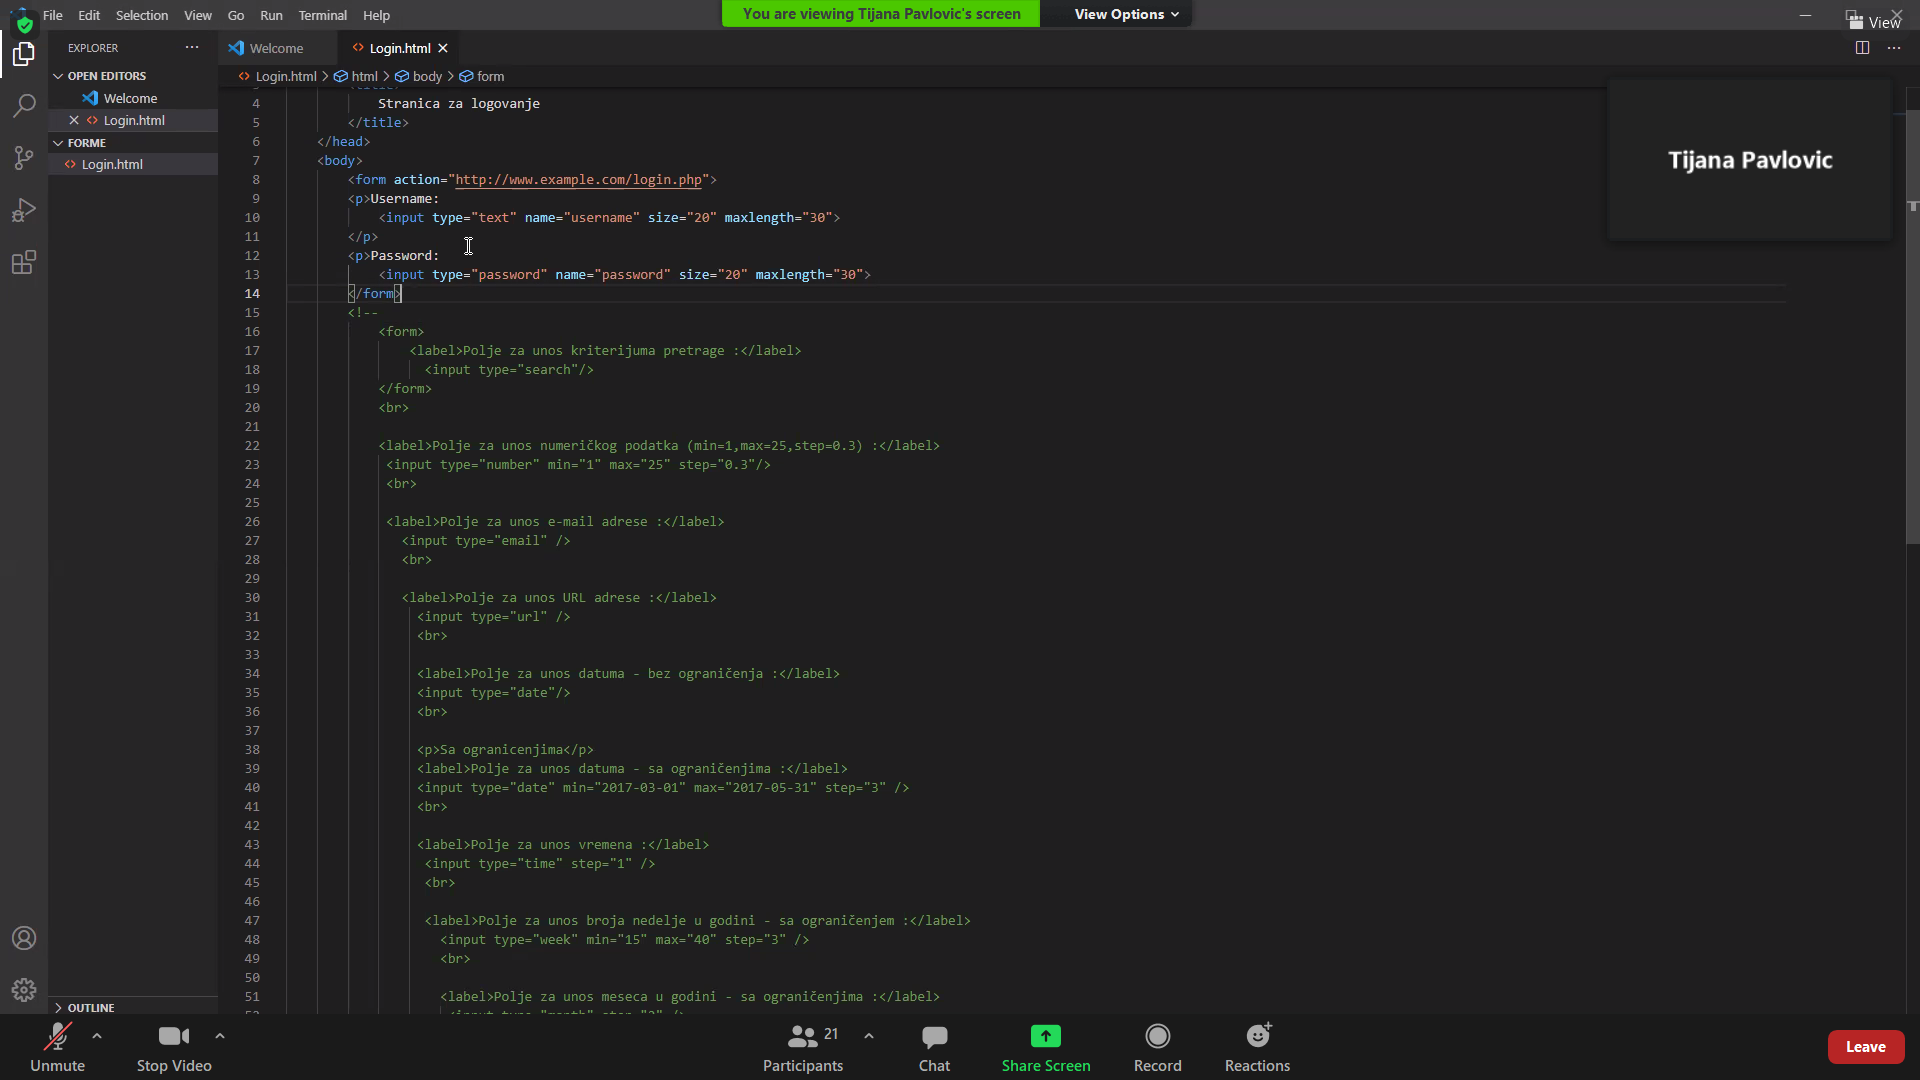 File Edit Selection View Go Run Terminal Help
You are viewing Tijana Pavlovic's screen
View Options
View
EXPLORER
Welcome
Login.html
OPEN EDITORS
Welcome
Login.html
FORME
Login.html
OUTLINE
Login.html > html > body > form
4 Stranica za logovanje
5 </title>
6 </head>
7 <body>
8 <form action="http://www.example.com/login.php">
9 <p>Username:
10 <input type="text" name="username" size="20" maxlength="30">
11 </p>
12 <p>Password:
13 <input type="password" name="password" size="20" maxlength="30">
14 </form>
15 <!--
16 <form>
17 <label>Polje za unos kriterijuma pretrage :</label>
18 <input type="search"/>
19 </form>
20 <br>
21
22 <label>Polje za unos numeričkog podatka (min=1,max=25,step=0.3) :</label>
23 <input type="number" min="1" max="25" step="0.3"/>
24 <br>
25
26 <label>Polje za unos e-mail adrese :</label>
27 <input type="email" />
28 <br>
29
30 <label>Polje za unos URL adrese :</label>
31 <input type="url" />
32 <br>
33
34 <label>Polje za unos datuma - bez ograničenja :</label>
35 <input type="date"/>
36 <br>
37
38 <p>Sa ogranicenjima</p>
39 <label>Polje za unos datuma - sa ograničenjima :</label>
40 <input type="date" min="2017-03-01" max="2017-05-31" step="3" />
41 <br>
42
43 <label>Polje za unos vremena :</label>
44 <input type="time" step="1" />
45 <br>
46
47 <label>Polje za unos broja nedelje u godini - sa ograničenjem :</label>
48 <input type="week" min="15" max="40" step="3" />
49 <br>
50
51 <label>Polje za unos meseca u godini - sa ograničenjima :</label>
Tijana Pavlovic
Unmute
Stop Video
21
Participants
Chat
Share Screen
Record
Reactions
Leave